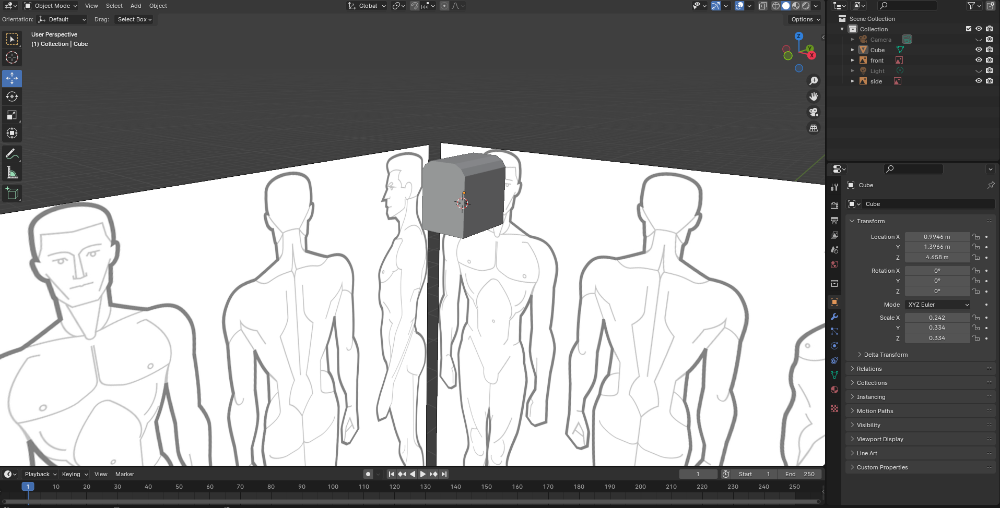 Object Mode View Select Add Object Global
Orientation: Default Drag: Select Box Options
User Perspective
(1) Collection | Cube
Z
Y
X
Scene Collection
Collection
Camera
Cube
front
Light
side
Cube
Cube
Transform
Location X 0.9946 m
Y 1.3966 m
Z 4.658 m
Rotation X 0°
Y 0°
Z 0°
Mode XYZ Euler
Scale X 0.242
Y 0.334
Z 0.334
Delta Transform
Relations
Collections
Instancing
Motion Paths
Visibility
Viewport Display
Line Art
Custom Properties
Playback Keying View Marker 1 Start 1 End 250
1 10 20 30 40 50 60 70 80 90 100 110 120 130 140 150 160 170 180 190 200 210 220 230 240 250